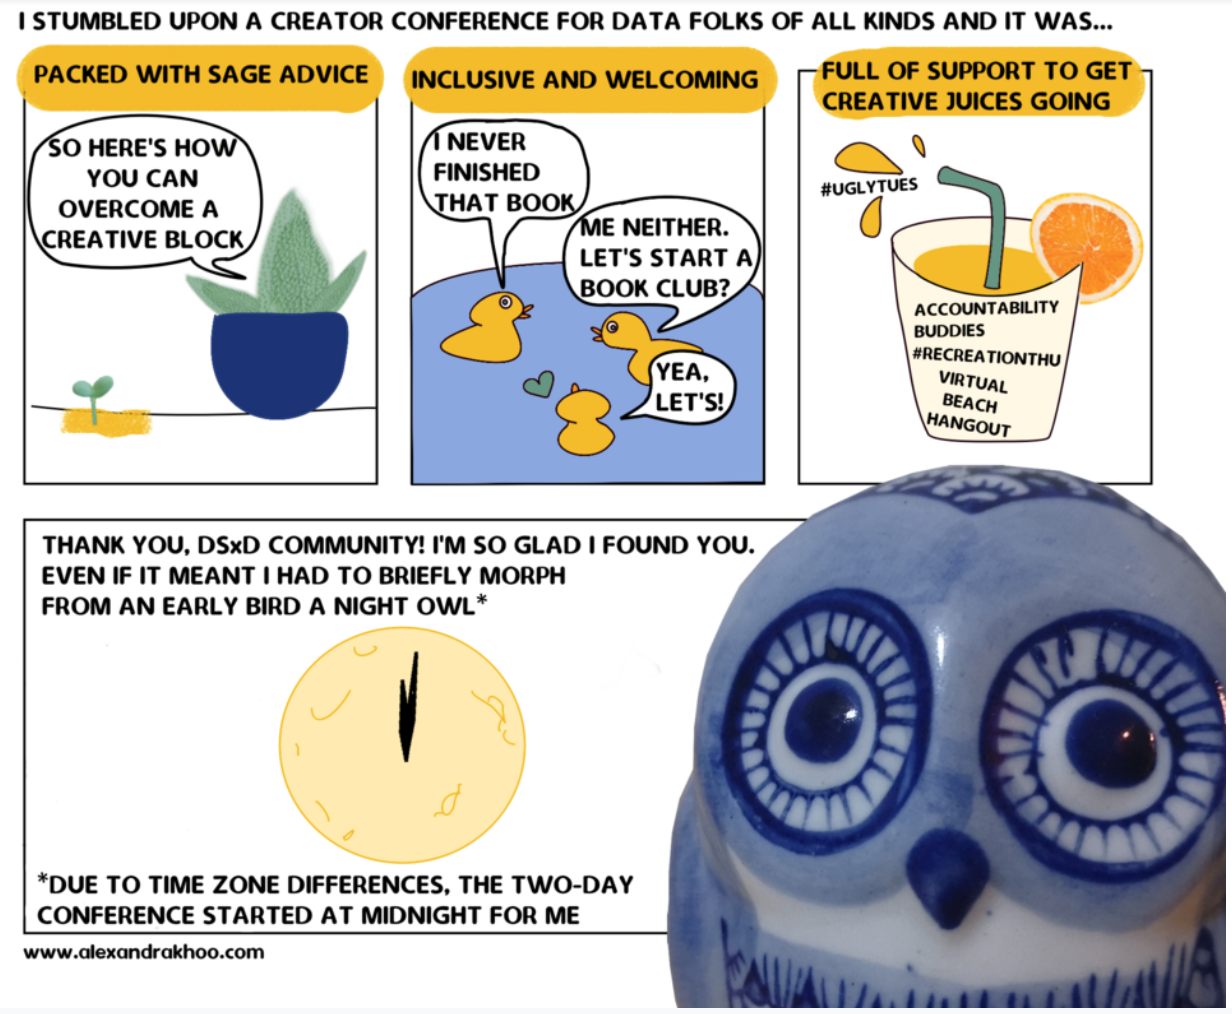 I STUMBLED UPON A CREATOR CONFERENCE FOR DATA FOLKS OF ALL KINDS AND IT WAS...
PACKED WITH SAGE ADVICE
SO HERE'S HOW
YOU CAN
OVERCOME A
CREATIVE BLOCK
INCLUSIVE AND WELCOMING
I NEVER
FINISHED
THAT BOOK
ME NEITHER.
LET'S START A
BOOK CLUB?
YEA,
LET'S!
FULL OF SUPPORT TO GET
CREATIVE JUICES GOING
#UGLYTUES
ACCOUNTABILITY
BUDDIES
#RECREATIONTHU
VIRTUAL
BEACH
HANGOUT
THANK YOU, DSxD COMMUNITY! I'M SO GLAD I FOUND YOU.
EVEN IF IT MEANT I HAD TO BRIEFLY MORPH
FROM AN EARLY BIRD A NIGHT OWL*
*DUE TO TIME ZONE DIFFERENCES, THE TWO-DAY
CONFERENCE STARTED AT MIDNIGHT FOR ME
www.alexandrakhoo.com